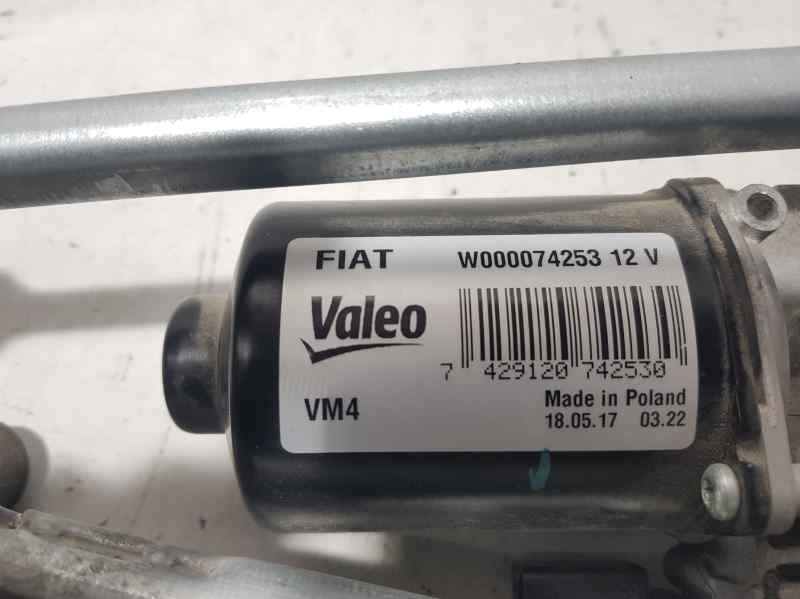 FIAT W000074253 12 V
Valeo
7 429120 742530
VM4
Made in Poland
18.05.17 03.22